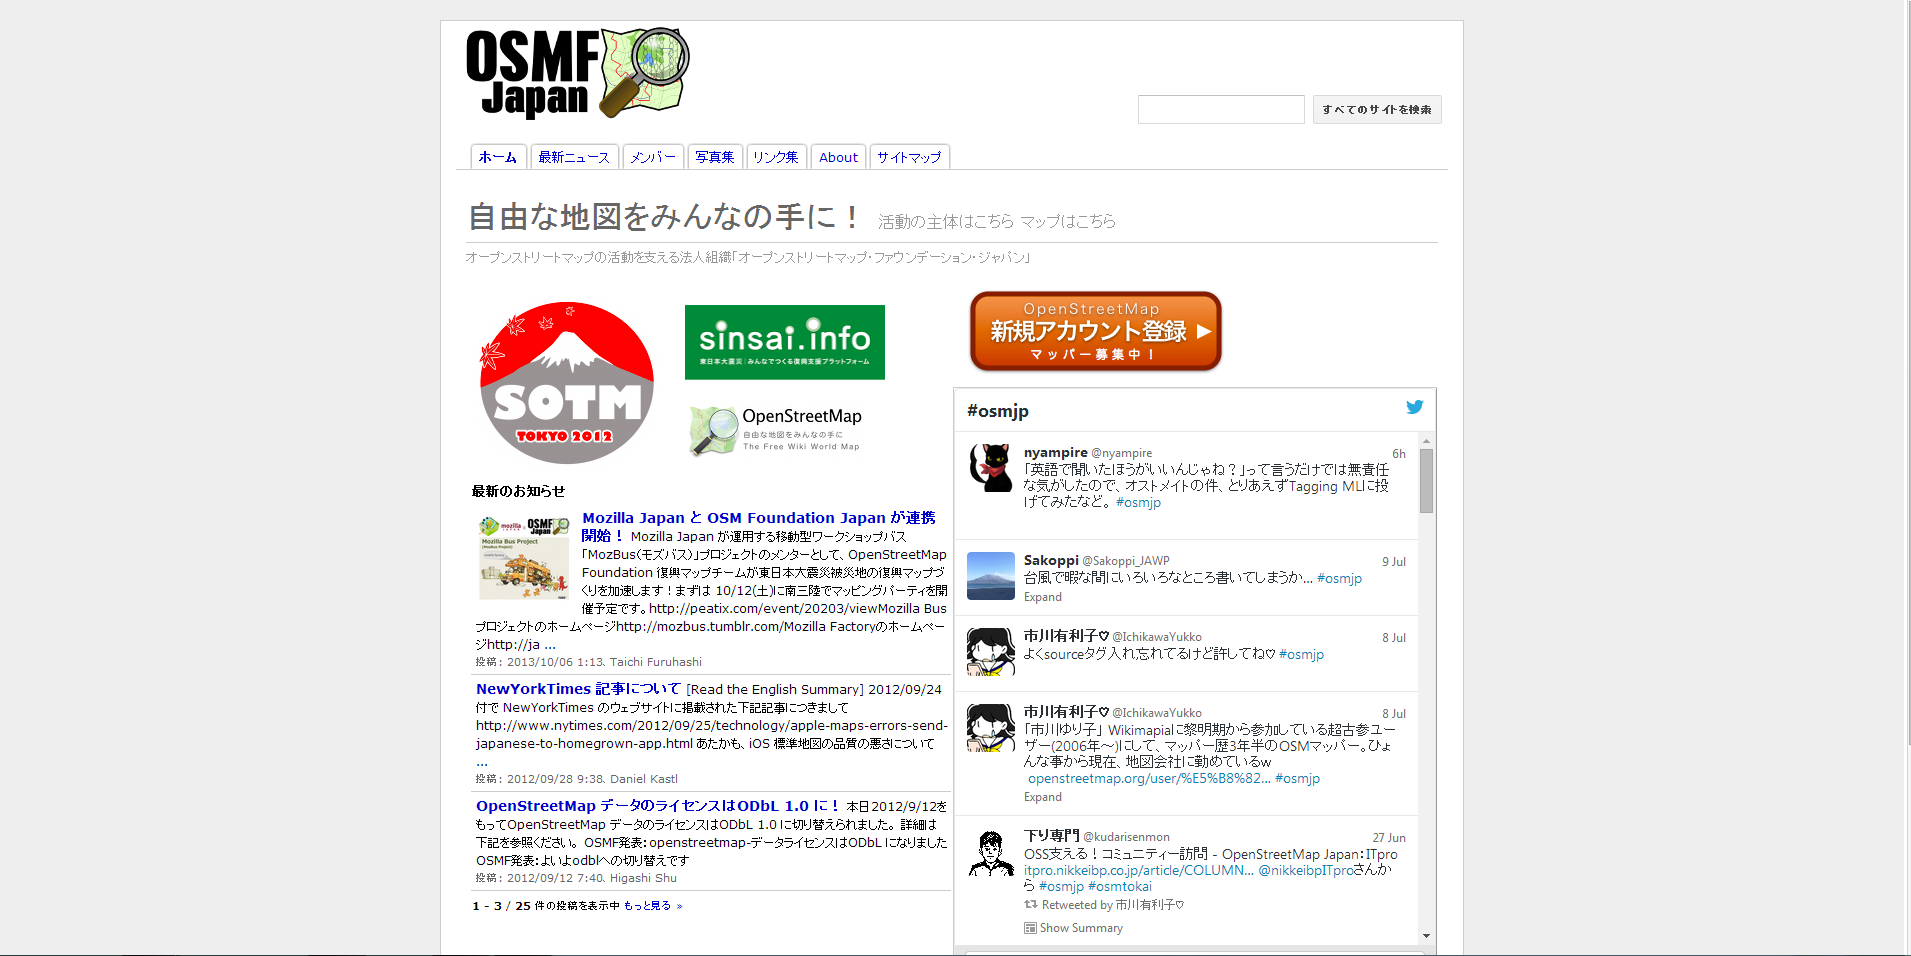 OSMF
Japan
すべてのサイトを検索
ホーム
最新ニュース
メンバー
写真集
リンク集
About
サイトマップ
自由な地図をみんなの手に！ 活動の主体はこちら マップはこちら
オープンストリートマップの活動を支える法人組織「オープンストリートマップ・ファウンデーション・ジャパン」
SOTM
TOKYO 2012
sinsai.info
東日本大震災｜みんなでつくる復興支援プラットフォーム
OpenStreetMap
自由な地図をみんなの手に
The Free Wiki World Map
最新のお知らせ
mozilla
OSMF
Japan
Mozilla Bus Project
Mozilla Japan と OSM Foundation Japan が連携
開始！ Mozilla Japan が運用する移動型ワークショップバス
「MozBus（モズバス）」プロジェクトのメンターとして、OpenStreetMap
Foundation 復興マップチームが東日本大震災被災地の復興マップづ
くりを加速します！まずは 10/12(土)に南三陸でマッピングパーティを開
催予定です。http://peatix.com/event/20203/viewMozilla Bus
プロジェクトのホームページhttp://mozbus.tumblr.com/Mozilla Factoryのホームペー
ジhttp://ja ...
投稿: 2013/10/06 1:13、Taichi Furuhashi
NewYorkTimes 記事について [Read the English Summary] 2012/09/24
付で NewYorkTimes のウェブサイトに掲載された下記記事につきまして
http://www.nytimes.com/2012/09/25/technology/apple-maps-errors-send-
japanese-to-homegrown-app.html あたかも、iOS 標準地図の品質の悪さについて
...
投稿: 2012/09/28 9:38、Daniel Kastl
OpenStreetMap データのライセンスはODbL 1.0 に！ 本日2012/9/12を
もってOpenStreetMap データのライセンスはODbL 1.0 に切り替えられました。 詳細は
下記を参照ください。 OSMF発表：openstreetmap-データライセンスはODbL になりました
OSMF発表：よいよodblへの切り替えです
投稿: 2012/09/12 7:40、Higashi Shu
1 - 3 / 25 件の投稿を表示中 もっと見る »
OpenStreetMap
新規アカウント登録
マッパー募集中！
#osmjp
nyampire @nyampire 6h
「英語で聞いたほうがいいんじゃね？」って言うだけでは無責任
な気がしたので、オストメイトの件、とりあえずTagging MLに投
げてみたなど。 #osmjp
Sakoppi @Sakoppi_JAWP 9 Jul
台風で暇な間にいろいろなところ書いてしまうか... #osmjp
Expand
市川有利子♡ @IchikawaYukko 8 Jul
よくsourceタグ入れ忘れてるけど許してね♡ #osmjp
市川有利子♡ @IchikawaYukko 8 Jul
「市川ゆり子」 Wikimapialに黎明期から参加している超古参ユー
ザー(2006年～)にして、マッパー歴3年半のOSMマッパー。ひょ
んな事から現在、地図会社に勤めているw
openstreetmap.org/user/%E5%B8%82... #osmjp
Expand
下り専門 @kudarisenmon 27 Jun
OSS支える！コミュニティー訪問 - OpenStreetMap Japan：ITpro
itpro.nikkeibp.co.jp/article/COLUMN... @nikkeibpITproさんか
ら #osmjp #osmtokai
Retweeted by 市川有利子♡
Show Summary